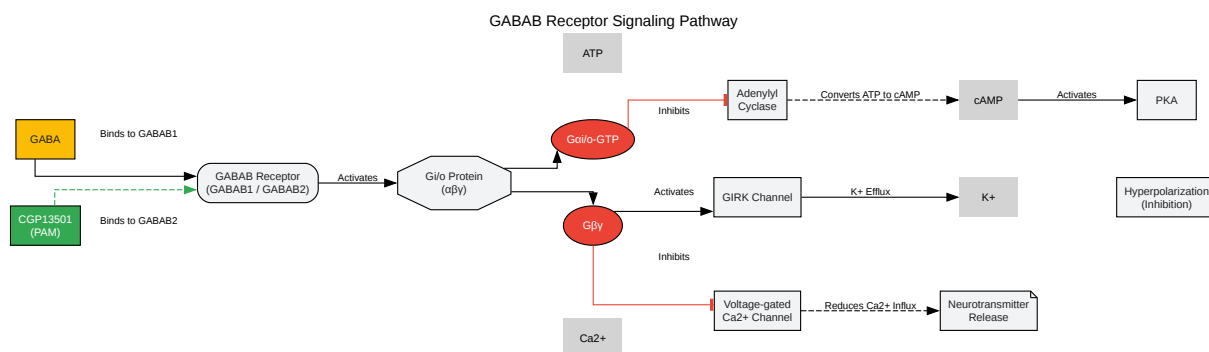 GABAB Receptor Signaling Pathway
ATP
Adenylyl
Cyclase
Converts ATP to cAMP
cAMP
Activates
PKA
Inhibits
GABA
Binds to GABAB1
Gαi/o-GTP
GABAB Receptor
(GABAB1 / GABAB2)
Activates
Gi/o Protein
(αβγ)
Activates
GIRK Channel
K+ Efflux
K+
Hyperpolarization
(Inhibition)
CGP13501
(PAM)
Binds to GABAB2
Gβγ
Inhibits
Voltage-gated
Ca2+ Channel
Reduces Ca2+ Influx
Neurotransmitter
Release
Ca2+